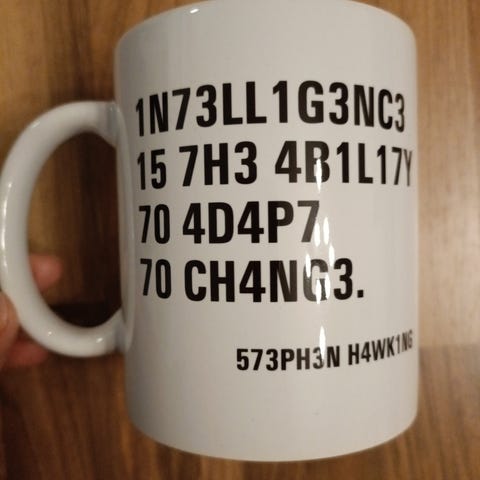 1N73LL1G3NC3
15 7H3 4B1L17Y
70 4D4P7
70 CH4NG3.
573PH3N H4WK1NG